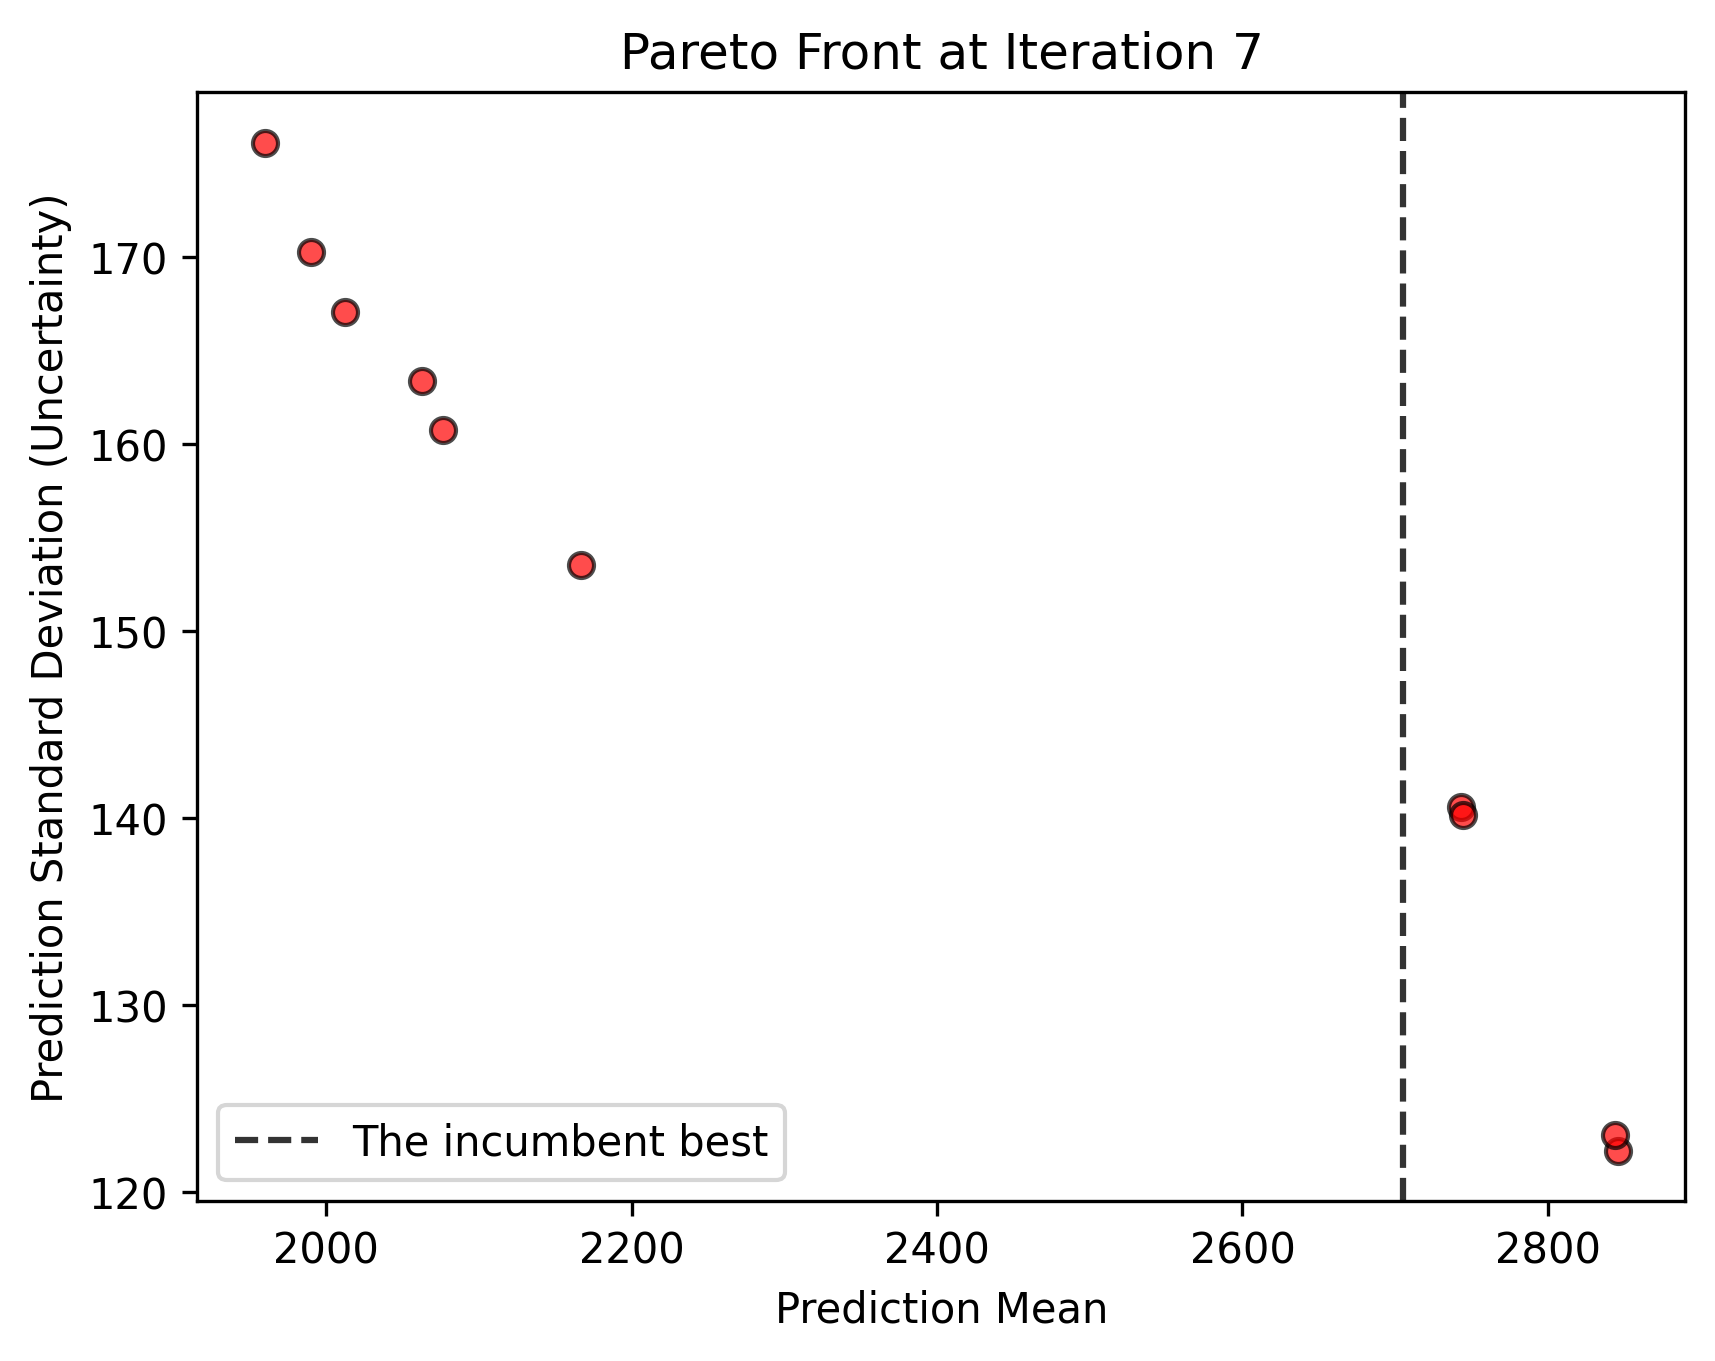 Pareto Front at Iteration 7
Prediction Standard Deviation (Uncertainty)
170
160
150
140
130
120
The incumbent best
2000 2200 2400 2600 2800
Prediction Mean